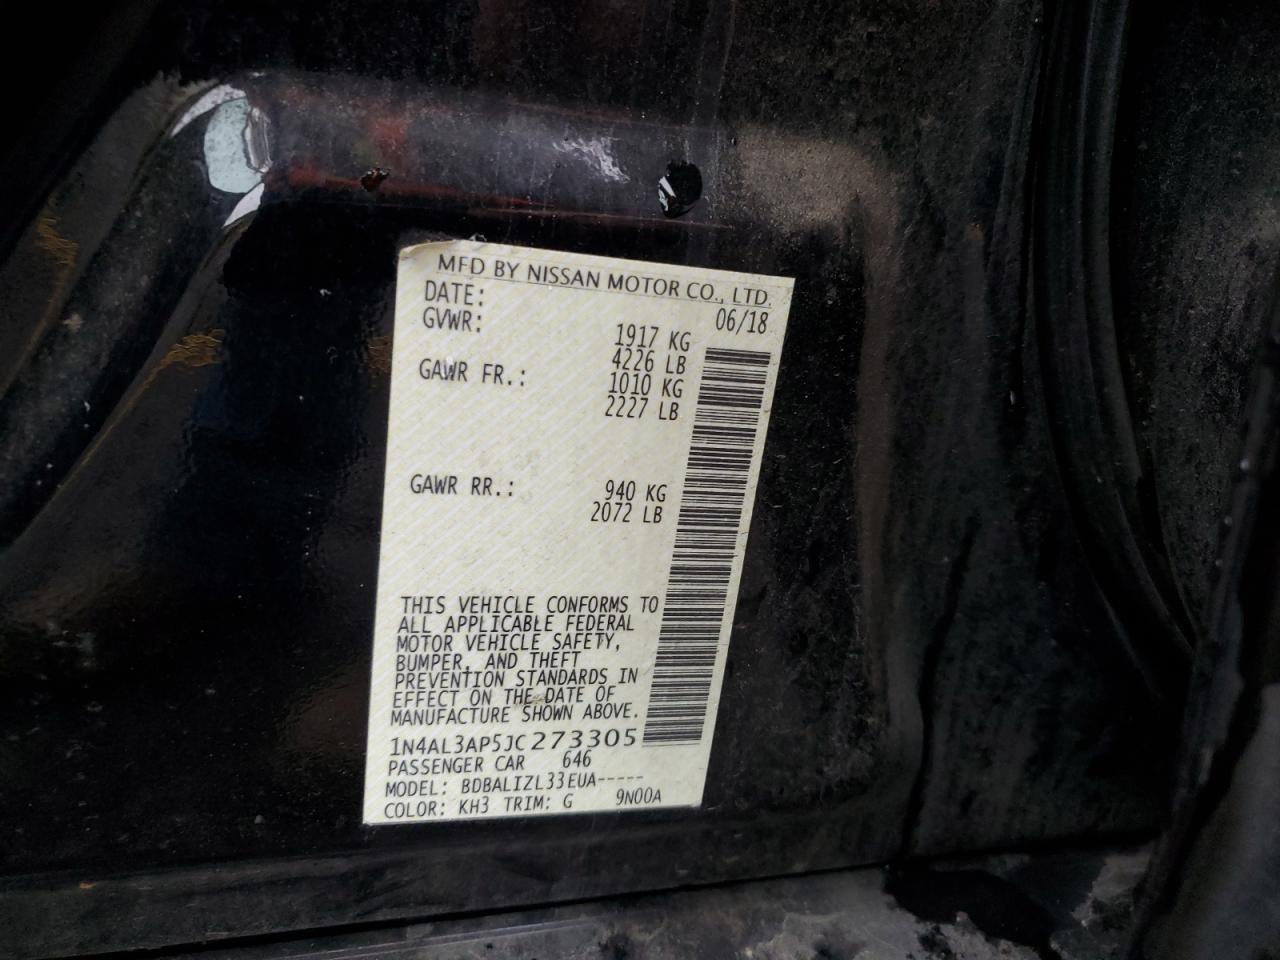 MFD BY NISSAN MOTOR CO., LTD.
DATE: 06/18
GVWR: 1917 KG
4226 LB
GAWR FR.: 1010 KG
2227 LB
GAWR RR.: 940 KG
2072 LB
THIS VEHICLE CONFORMS TO
ALL APPLICABLE FEDERAL
MOTOR VEHICLE SAFETY,
BUMPER, AND THEFT
PREVENTION STANDARDS IN
EFFECT ON THE DATE OF
MANUFACTURE SHOWN ABOVE.
1N4AL3AP5JC273305
PASSENGER CAR 646
MODEL: BDBALIZL33EUA-----
COLOR: KH3 TRIM: G 9N00A